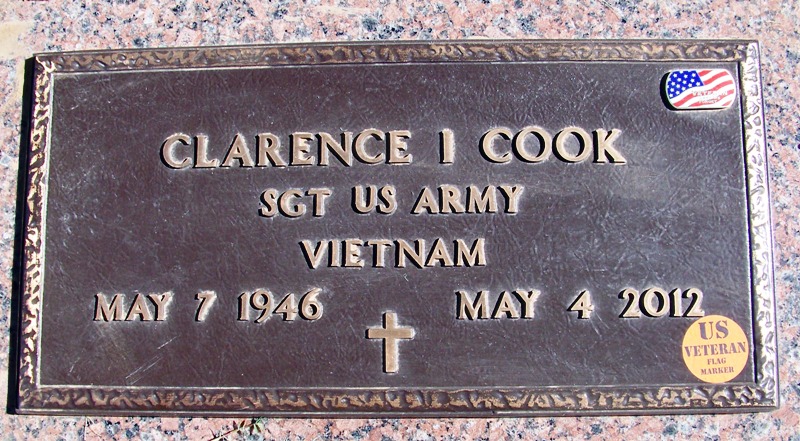 CLARENCE I COOK
SGT US ARMY
VIETNAM
MAY 7 1946 MAY 4 2012
US
VETERAN
FLAG
MARKER